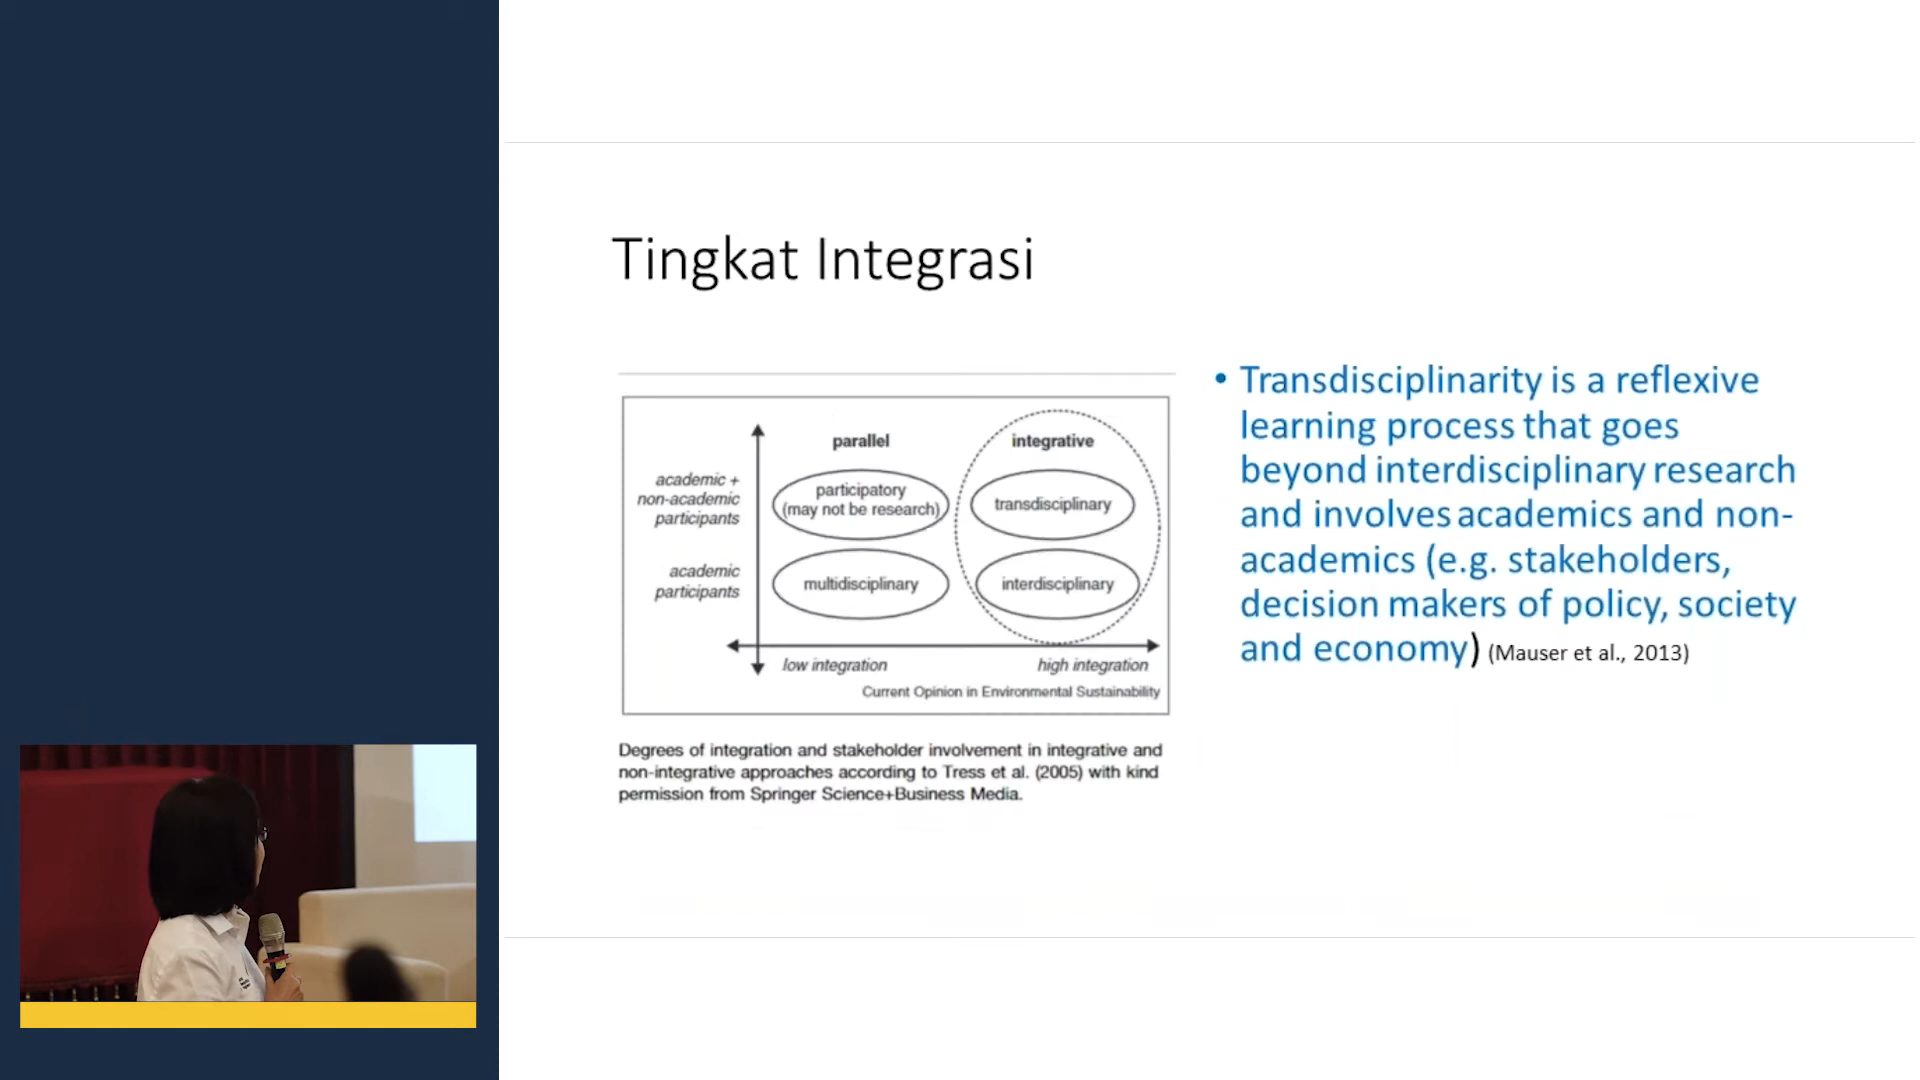 Tingkat Integrasi
parallel
integrative
academic +
non-academic
participants
participatory
(may not be research)
transdisciplinary
academic
participants
multidisciplinary
interdisciplinary
low integration
high integration
Current Opinion in Environmental Sustainability
Degrees of integration and stakeholder involvement in integrative and
non-integrative approaches according to Tress et al. (2005) with kind
permission from Springer Science+Business Media.
• Transdisciplinarity is a reflexive
learning process that goes
beyond interdisciplinary research
and involves academics and non-
academics (e.g. stakeholders,
decision makers of policy, society
and economy) (Mauser et al., 2013)